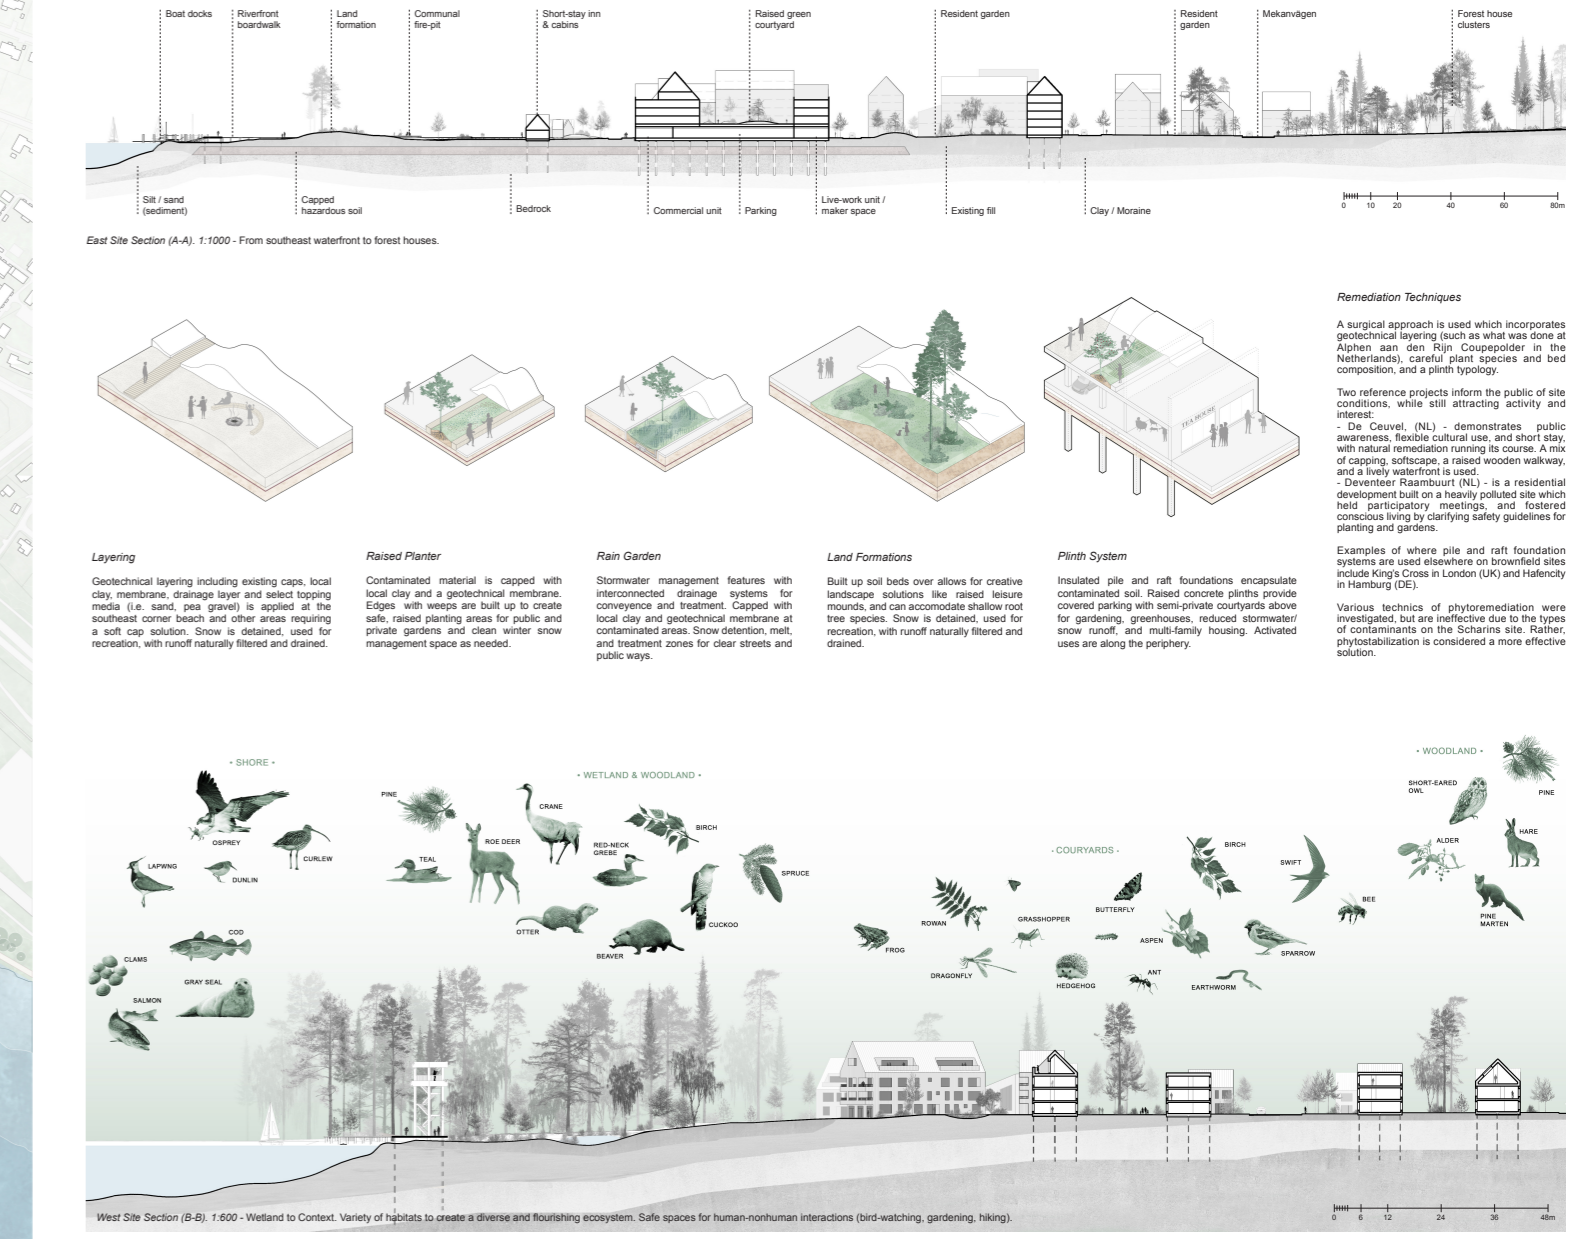 Boat docks
Riverfront
boardwalk
Land
formation
Communal
fire-pit
Short-stay inn
& cabins
Raised green
courtyard
Resident garden
Resident
garden
Mekanvägen
Forest house
clusters
Silt / sand
(sediment)
Capped
hazardous soil
Bedrock
Commercial unit
Parking
Live-work unit /
maker space
Existing fill
Clay / Moraine
0 10 20 40 60 80m
East Site Section (A-A). 1:1000 - From southeast waterfront to forest houses.
TEA HOUSE
Layering
Geotechnical layering including existing caps, local
clay, membrane, drainage layer and select topping
media (i.e. sand, pea gravel) is applied at the
southeast corner beach and other areas requiring
a soft cap solution. Snow is detained, used for
recreation, with runoff naturally filtered and drained.
Raised Planter
Contaminated material is capped with
local clay and a geotechnical membrane.
Edges with weeps are built up to create
safe, raised planting areas for public and
private gardens and clean winter snow
management space as needed.
Rain Garden
Stormwater management features with
interconnected drainage systems for
conveyence and treatment. Capped with
local clay and geotechnical membrane at
contaminated areas. Snow detention, melt,
and treatment zones for clear streets and
public ways.
Land Formations
Built up soil beds over allows for creative
landscape solutions like raised leisure
mounds, and can accomodate shallow root
tree species. Snow is detained, used for
recreation, with runoff naturally filtered and
drained.
Plinth System
Insulated pile and raft foundations encapsulate
contaminated soil. Raised concrete plinths provide
covered parking with semi-private courtyards above
for gardening, greenhouses, reduced stormwater/
snow runoff, and multi-family housing. Activated
uses are along the periphery.
Remediation Techniques
A surgical approach is used which incorporates
geotechnical layering (such as what was done at
Alphen aan den Rijn Coupepolder in the
Netherlands), careful plant species and bed
composition, and a plinth typology.
Two reference projects inform the public of site
conditions, while still attracting activity and
interest:
- De Ceuvel, (NL) - demonstrates public
awareness, flexible cultural use, and short stay,
with natural remediation running its course. A mix
of capping, softscape, a raised wooden walkway,
and a lively waterfront is used.
- Deventeer Raambuurt (NL) - is a residential
development built on a heavily polluted site which
held participatory meetings, and fostered
conscious living by clarifying safety guidelines for
planting and gardens.
Examples of where pile and raft foundation
systems are used elsewhere on brownfield sites
include King's Cross in London (UK) and Hafencity
in Hamburg (DE).
Various technics of phytoremediation were
investigated, but are ineffective due to the types
of contaminants on the Scharins site. Rather,
phytostabilization is considered a more effective
solution.
• SHORE •
OSPREY
CURLEW
LAPWNG
DUNLIN
COD
CLAMS
GRAY SEAL
SALMON
• WETLAND & WOODLAND •
PINE
CRANE
BIRCH
ROE DEER
RED-NECK
GREBE
TEAL
SPRUCE
OTTER
CUCKOO
BEAVER
• COURYARDS •
BIRCH
SWIFT
ROWAN
GRASSHOPPER
BUTTERFLY
BEE
FROG
ASPEN
SPARROW
DRAGONFLY
HEDGEHOG
ANT
EARTHWORM
• WOODLAND •
SHORT-EARED
OWL
PINE
HARE
ALDER
PINE
MARTEN
West Site Section (B-B). 1:600 - Wetland to Context. Variety of habitats to create a diverse and flourishing ecosystem. Safe spaces for human-nonhuman interactions (bird-watching, gardening, hiking).
0 6 12 24 36 48m